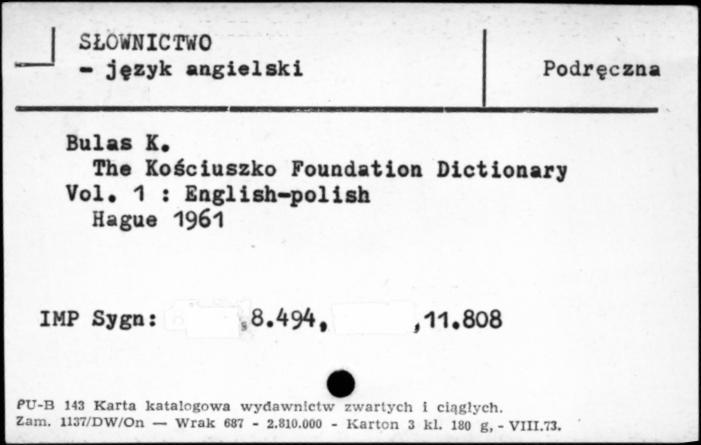 SŁOWNICTWO
- język angielski
Podręczna
Bulas K.
The Kościuszko Foundation Dictionary
Vol. 1 : English-polish
Hague 1961
IMP Sygn: 8.494, ,11.808
PU-B 143 Karta katalogowa wydawnictw zwartych i ciągłych.
Zam. 1137/DW/On — Wrak 687 - 2.810.000 - Karton 3 kl. 180 g, - VIII.73.